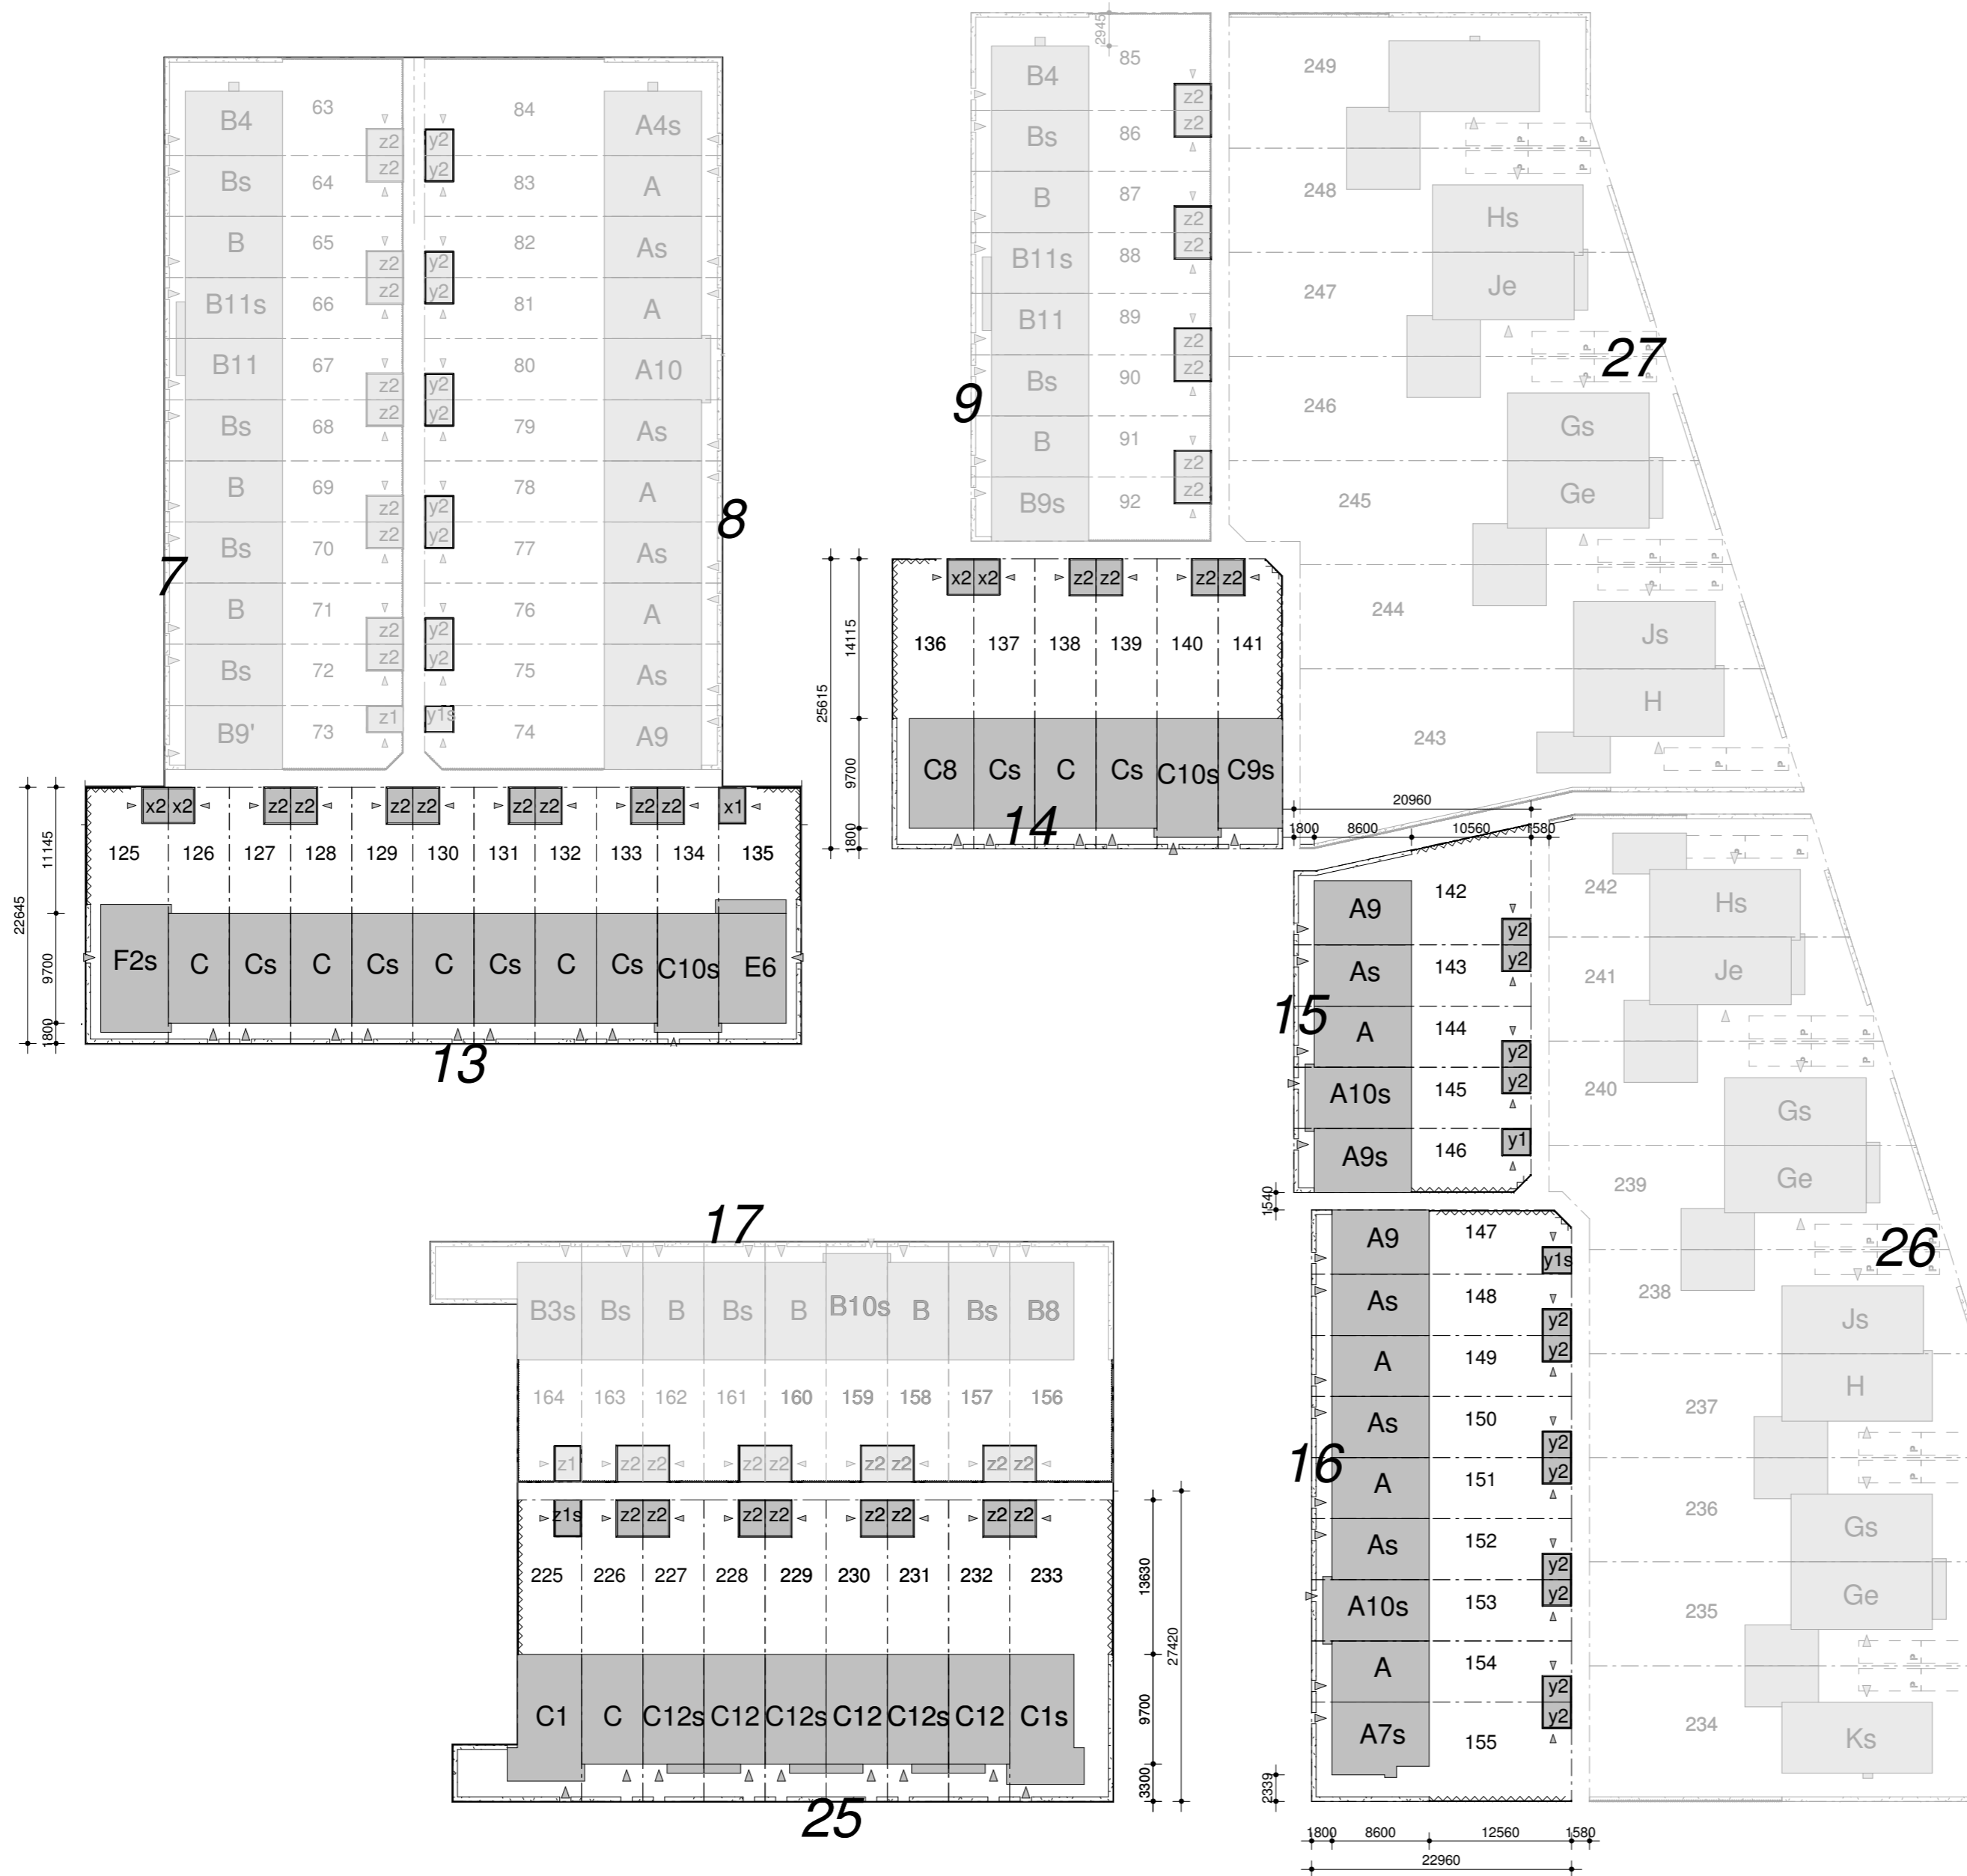 B4 63 z2 y2 84 A4s
z2 y2
Bs 64 83 A
B 65 z2 y2 82 As
z2 y2
B11s 66 81 A
B11 67 z2 y2 80 A10
z2 y2
Bs 68 79 As
B 69 z2 y2 78 A
z2 y2
Bs 70 77 As
B 71 z2 y2 76 A
z2 y2
Bs 72 75 As
B9' 73 z1 y1s 74 A9
7
8
2945
B4 85 z2
z2
Bs 86
B 87 z2
z2
B11s 88
B11 89 z2
z2
Bs 90
B 91 z2
z2
B9s 92
9
249
P P
P P
248 Hs
247 Je
P P
P P
27
246 Gs
245 Ge
P P
P P
244 Js
243 H
P P
x2 x2 z2 z2 z2 z2
136 137 138 139 140 141
C8 Cs C Cs C10s C9s
14
14115
9700
1800
25615
x2 x2 z2 z2 z2 z2 z2 z2 z2 z2 x1
125 126 127 128 129 130 131 132 133 134 135
F2s C Cs C Cs C Cs C Cs C10s E6
13
11145
9700
1800
22645
20960
1800 8600 10560 1580
A9 142 y2
y2
As 143
A 144 y2
y2
A10s 145
A9s 146 y1
15
1540
P P
242 Hs
241 Je
P P
P P
240 Gs
239 Ge
P P
P P
26
238 Js
237 H
P
P
236 Gs
235 Ge
P
P
234 Ks
A9 147 y1s
As 148 y2
A 149 y2
As 150 y2
A 151 y2
As 152 y2
A10s 153 y2
A 154 y2
A7s 155 y2
16
2339
1800 8600 12560 1580
22960
17
B3s Bs B Bs B B10s B Bs B8
164 163 162 161 160 159 158 157 156
z1 z2 z2 z2 z2 z2 z2 z2 z2
z1s z2 z2 z2 z2 z2 z2 z2 z2
225 226 227 228 229 230 231 232 233
C1 C C12s C12 C12s C12 C12s C12 C1s
25
13630
9700
3300
27420